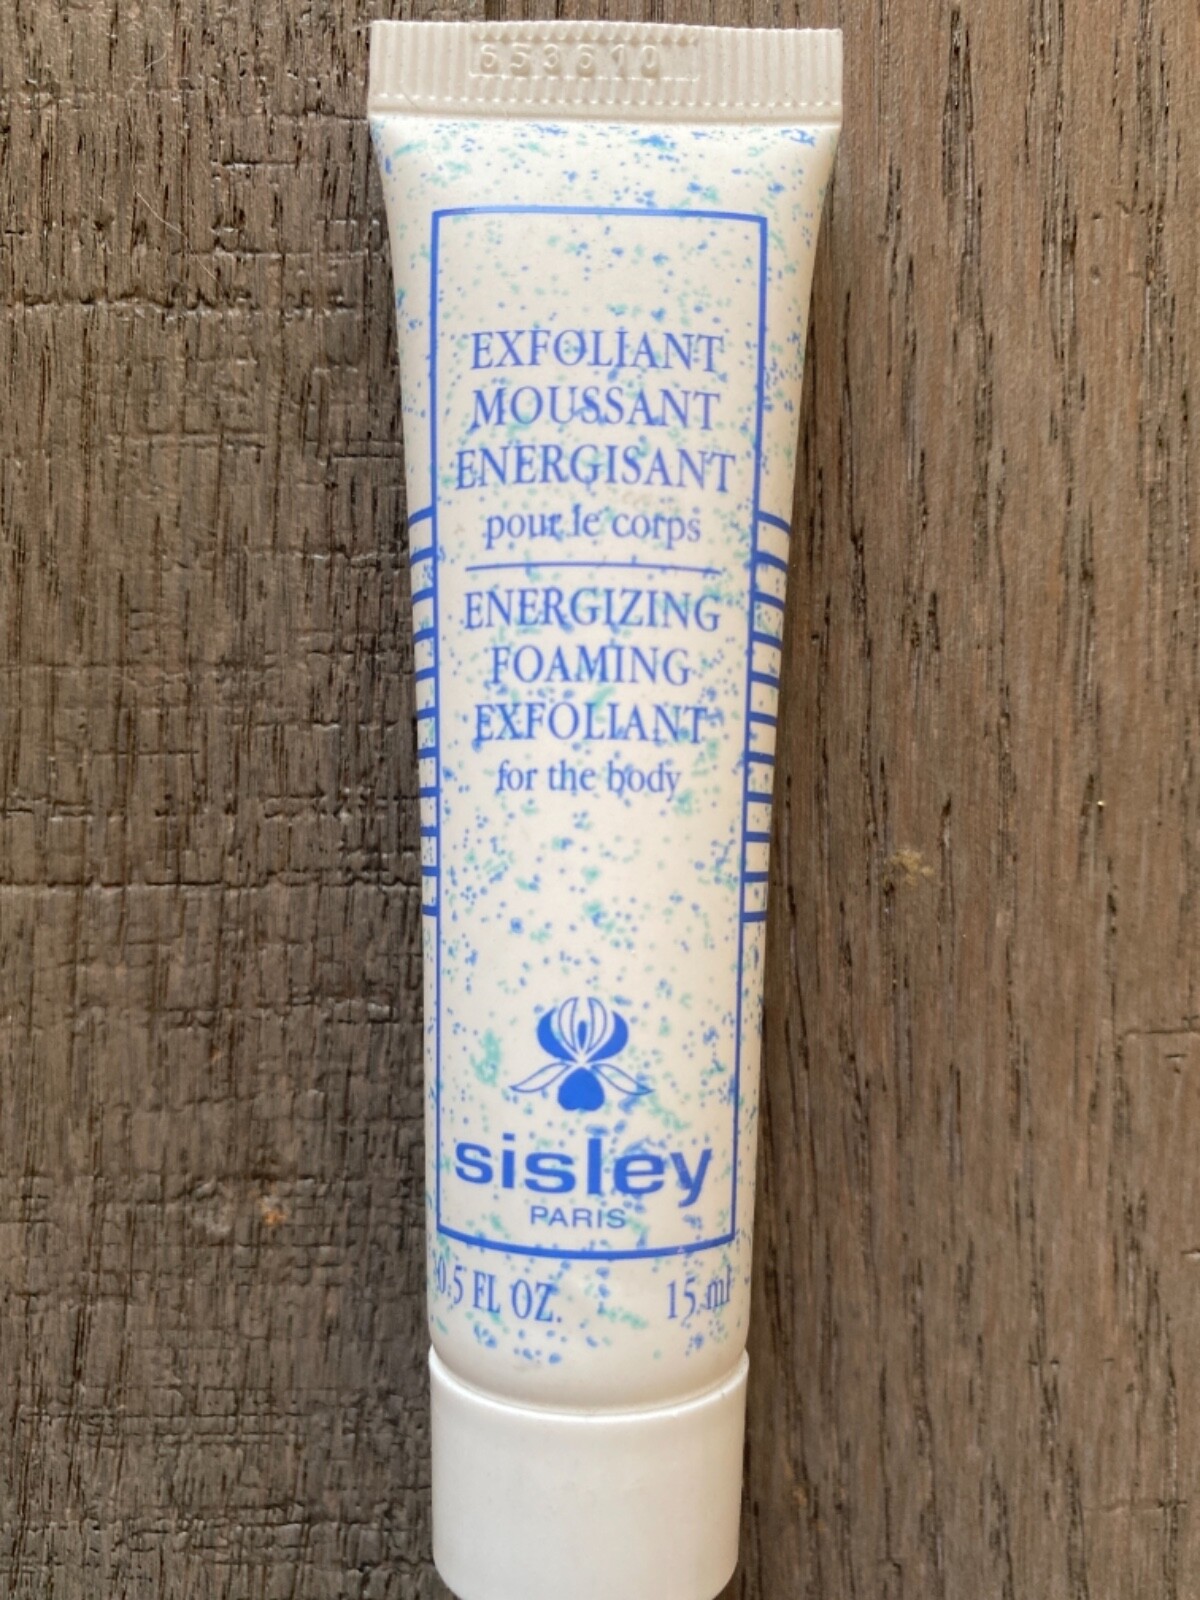 653610
EXFOLIANT
MOUSSANT
ENERGISANT
pour le corps
ENERGIZING
FOAMING
EXFOLIANT
for the body
sisley
PARIS
0.5 FL OZ. 15 ml